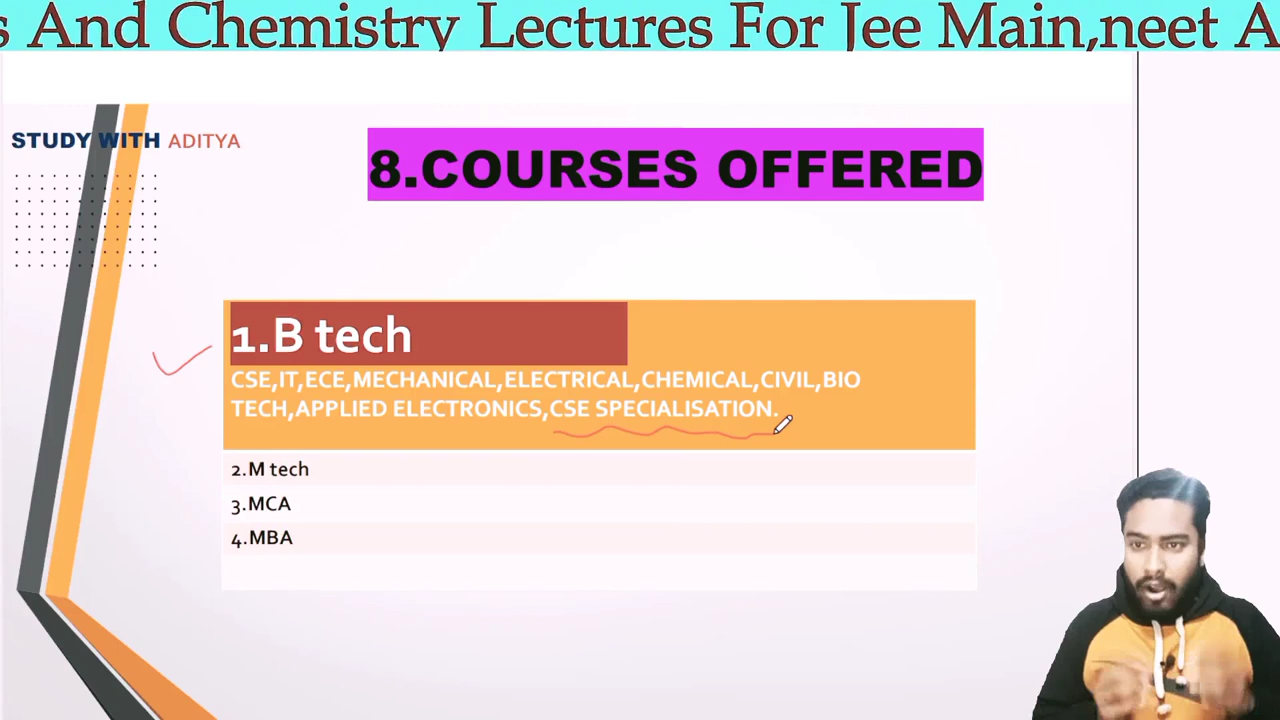 s And Chemistry Lectures For Jee Main,neet A
STUDY WITH ADITYA
8.COURSES OFFERED
1.B tech
CSE,IT,ECE,MECHANICAL,ELECTRICAL,CHEMICAL,CIVIL,BIO
TECH,APPLIED ELECTRONICS,CSE SPECIALISATION.
2.M tech
3.MCA
4.MBA